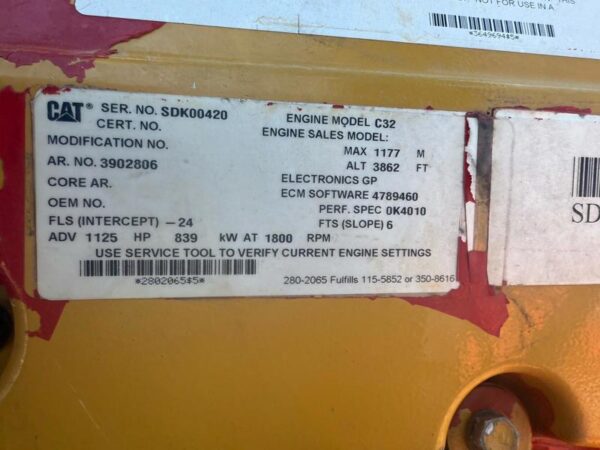 NOT FOR USE IN A
*3649694#5*
CAT® SER. NO. SDK00420
CERT. NO.
MODIFICATION NO.
AR. NO. 3902806
CORE AR.
OEM NO.
FLS (INTERCEPT) -24
ADV 1125 HP 839 kW AT 1800 RPM
ENGINE MODEL C32
ENGINE SALES MODEL:
MAX 1177 M
ALT 3862 FT
ELECTRONICS GP
ECM SOFTWARE 4789460
PERF. SPEC 0K4010
FTS (SLOPE) 6
USE SERVICE TOOL TO VERIFY CURRENT ENGINE SETTINGS
*2802065$5*
280-2065 Fulfills 115-5852 or 350-8616
SD